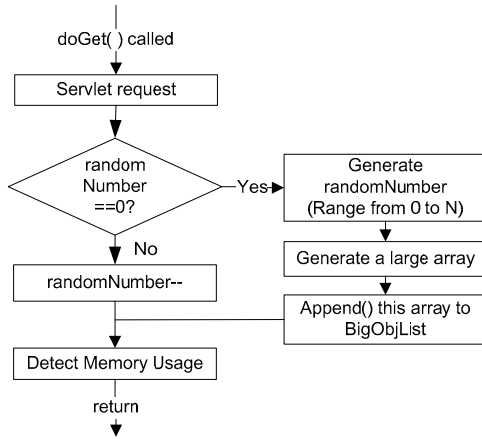 doGet( ) called
Servlet request
random
Number
==0?
Yes
Generate
randomNumber
(Range from 0 to N)
No
Generate a large array
randomNumber--
Append() this array to
BigObjList
Detect Memory Usage
return